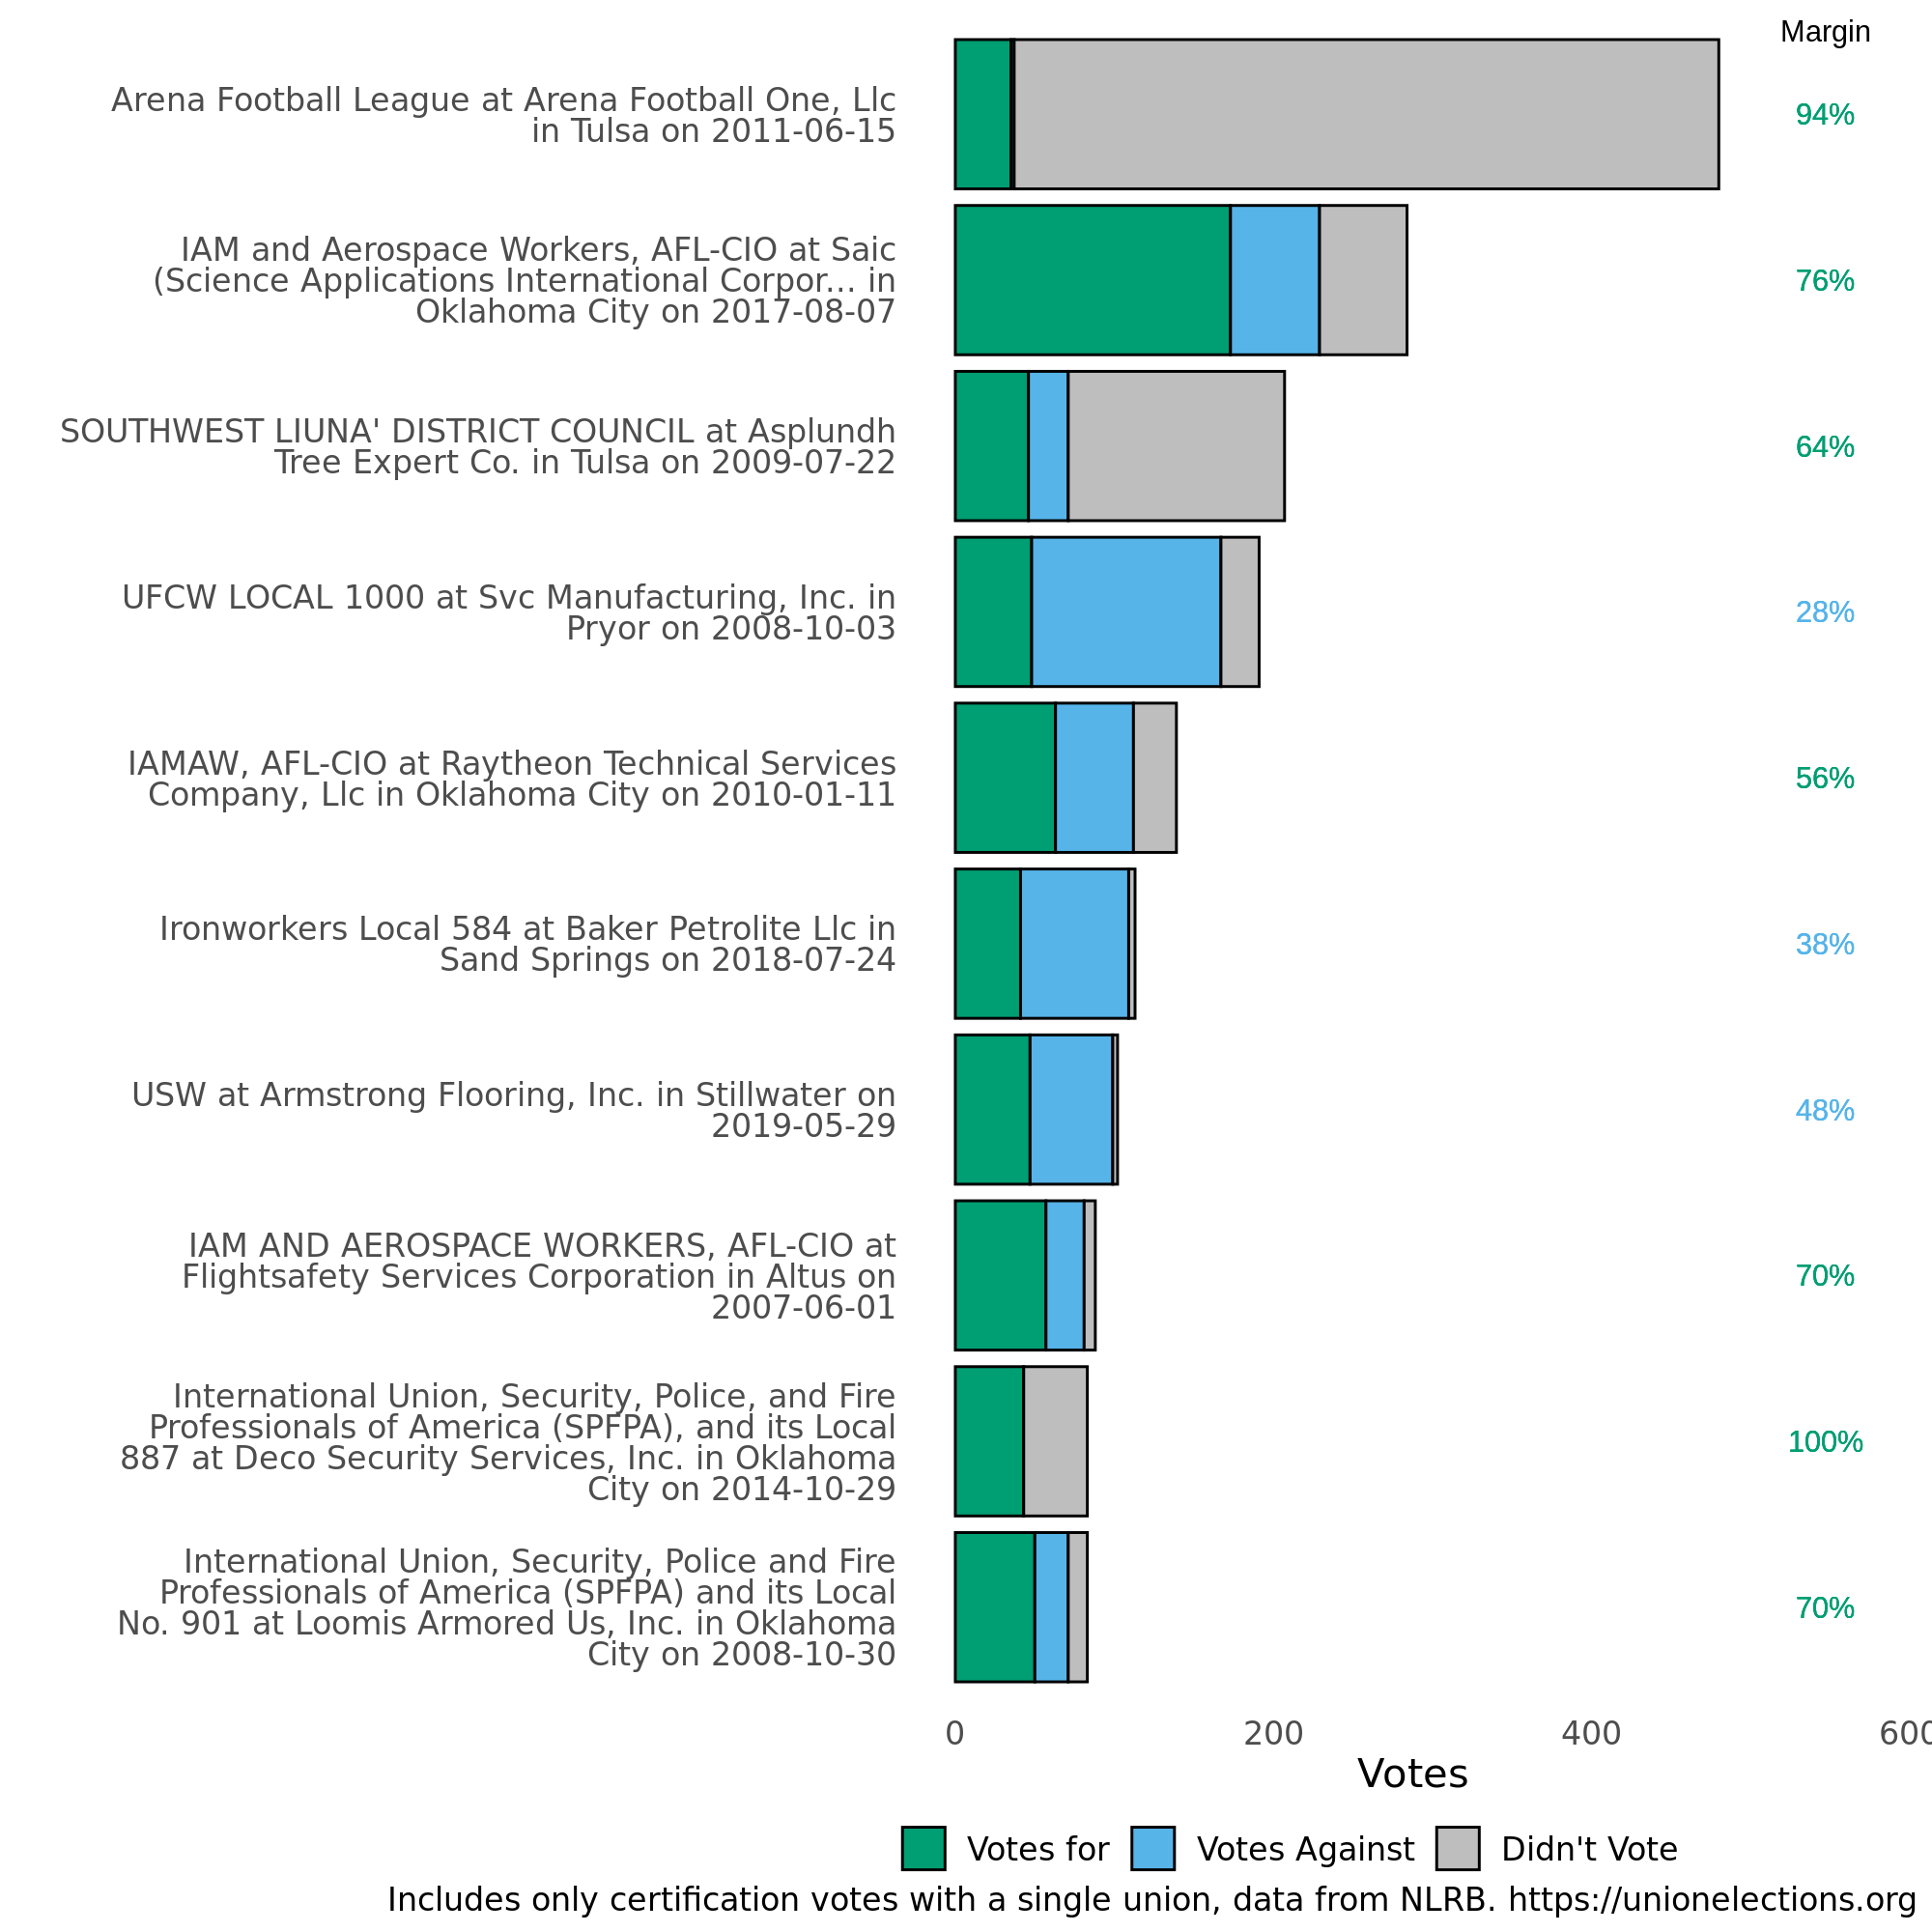 Margin
Arena Football League at Arena Football One, Llc
in Tulsa on 2011-06-15
94%
IAM and Aerospace Workers, AFL-CIO at Saic
(Science Applications International Corpor... in
Oklahoma City on 2017-08-07
76%
SOUTHWEST LIUNA' DISTRICT COUNCIL at Asplundh
Tree Expert Co. in Tulsa on 2009-07-22
64%
UFCW LOCAL 1000 at Svc Manufacturing, Inc. in
Pryor on 2008-10-03
28%
IAMAW, AFL-CIO at Raytheon Technical Services
Company, Llc in Oklahoma City on 2010-01-11
56%
Ironworkers Local 584 at Baker Petrolite Llc in
Sand Springs on 2018-07-24
38%
USW at Armstrong Flooring, Inc. in Stillwater on
2019-05-29
48%
IAM AND AEROSPACE WORKERS, AFL-CIO at
Flightsafety Services Corporation in Altus on
2007-06-01
70%
International Union, Security, Police, and Fire
Professionals of America (SPFPA), and its Local
887 at Deco Security Services, Inc. in Oklahoma
City on 2014-10-29
100%
International Union, Security, Police and Fire
Professionals of America (SPFPA) and its Local
No. 901 at Loomis Armored Us, Inc. in Oklahoma
City on 2008-10-30
70%
0 200 400 600
Votes
Votes for Votes Against Didn't Vote
Includes only certification votes with a single union, data from NLRB. https://unionelections.org